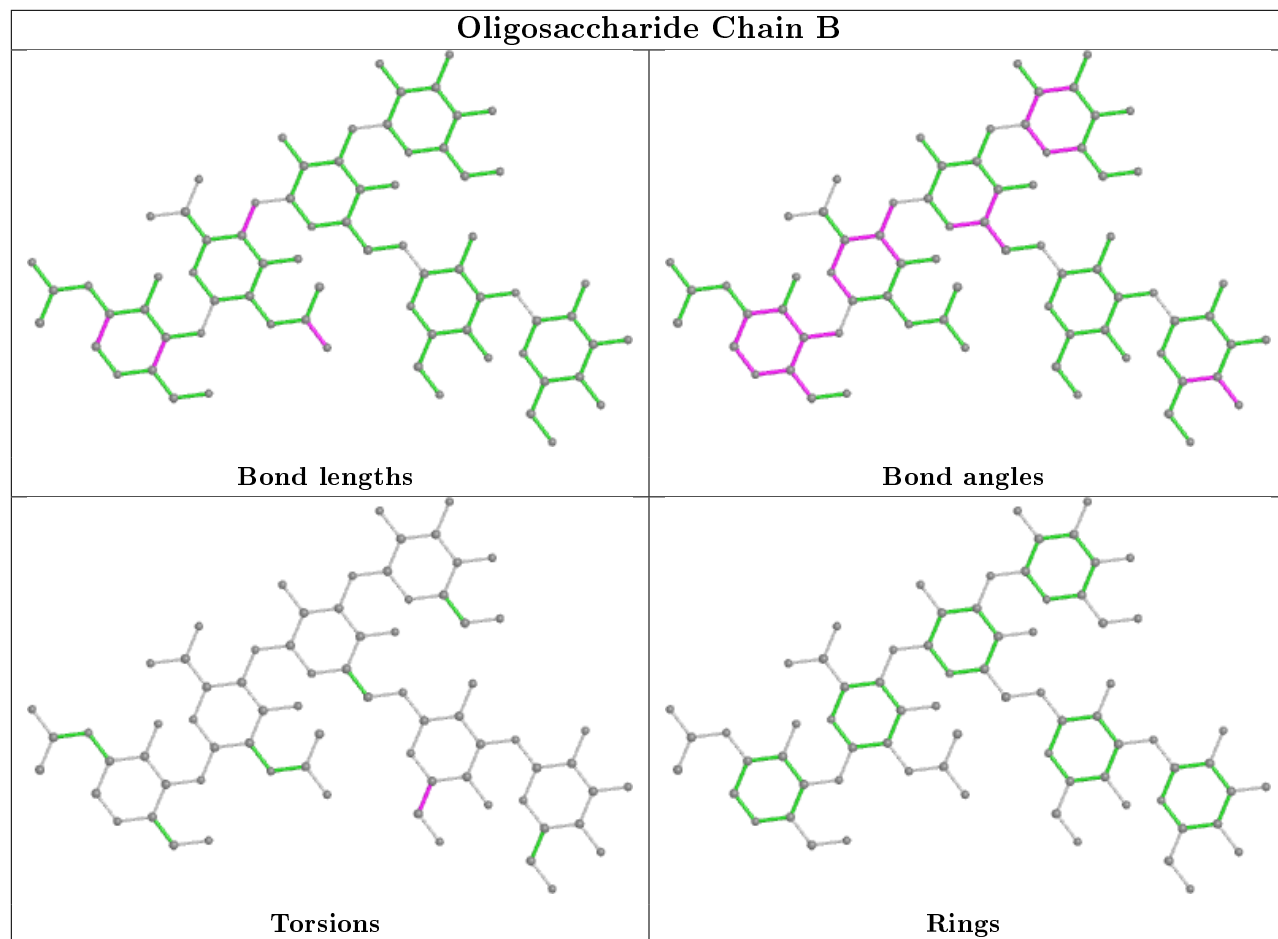 Oligosaccharide Chain B
Bond lengths
Bond angles
Torsions
Rings